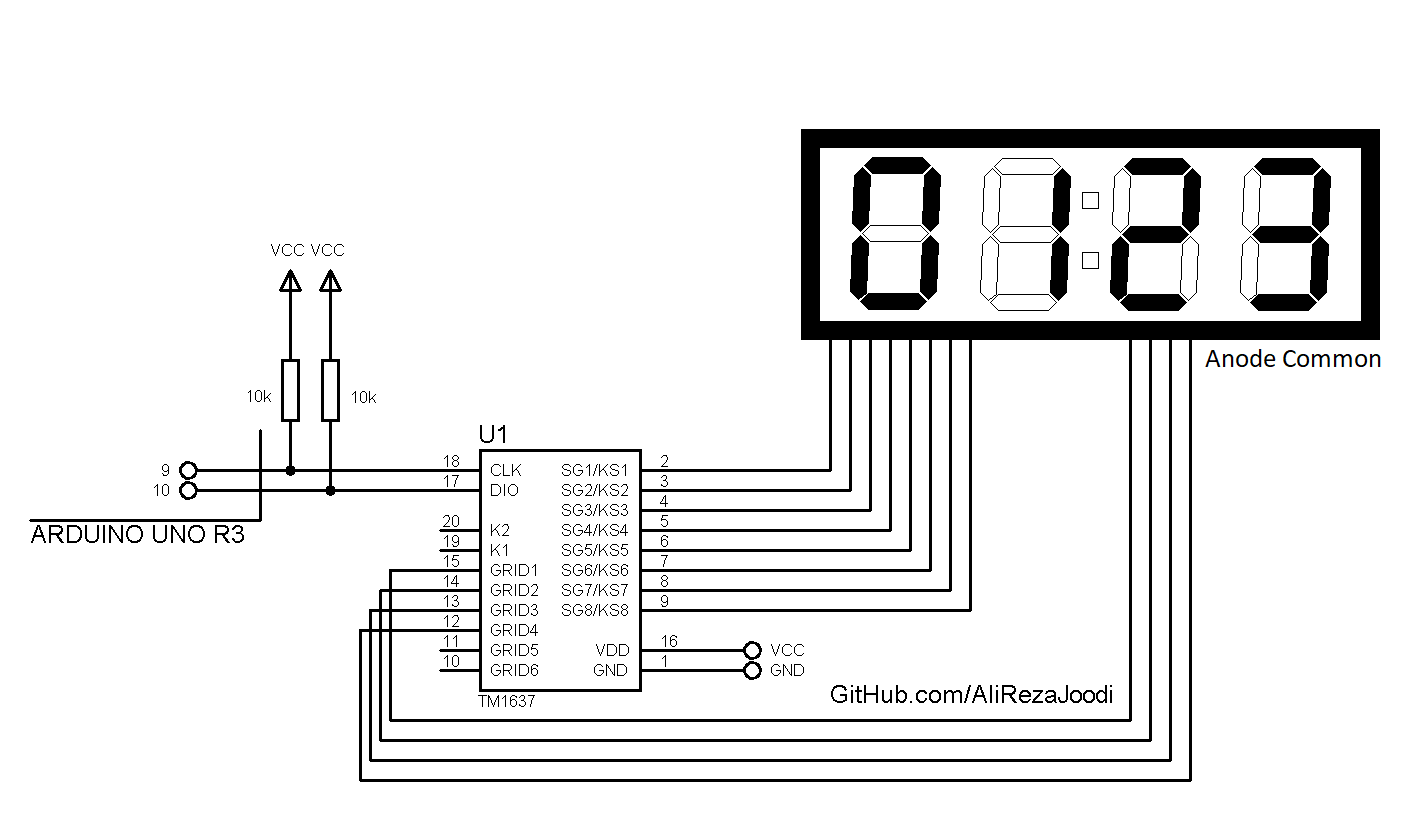 0123
Anode Common
VCC VCC
10k
10k
U1
9
10
ARDUINO UNO R3
18 CLK
17 DIO
20 K2
19 K1
15 GRID1
14 GRID2
13 GRID3
12 GRID4
11 GRID5
10 GRID6
SG1/KS1 2
SG2/KS2 3
SG3/KS3 4
SG4/KS4 5
SG5/KS5 6
SG6/KS6 7
SG7/KS7 8
SG8/KS8 9
VDD 16 VCC
GND 1 GND
TM1637
GitHub.com/AliRezaJoodi